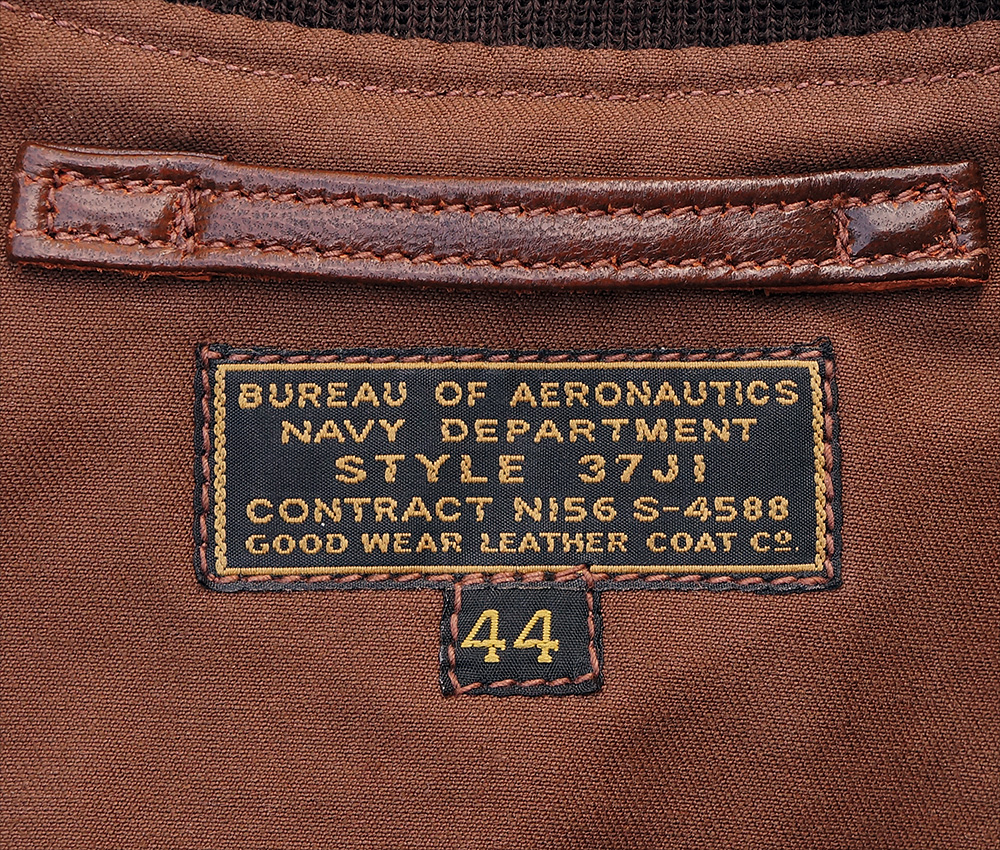 BUREAU OF AERONAUTICS
NAVY DEPARTMENT
STYLE 37J1
CONTRACT N156 S-4588
GOOD WEAR LEATHER COAT Co.
44